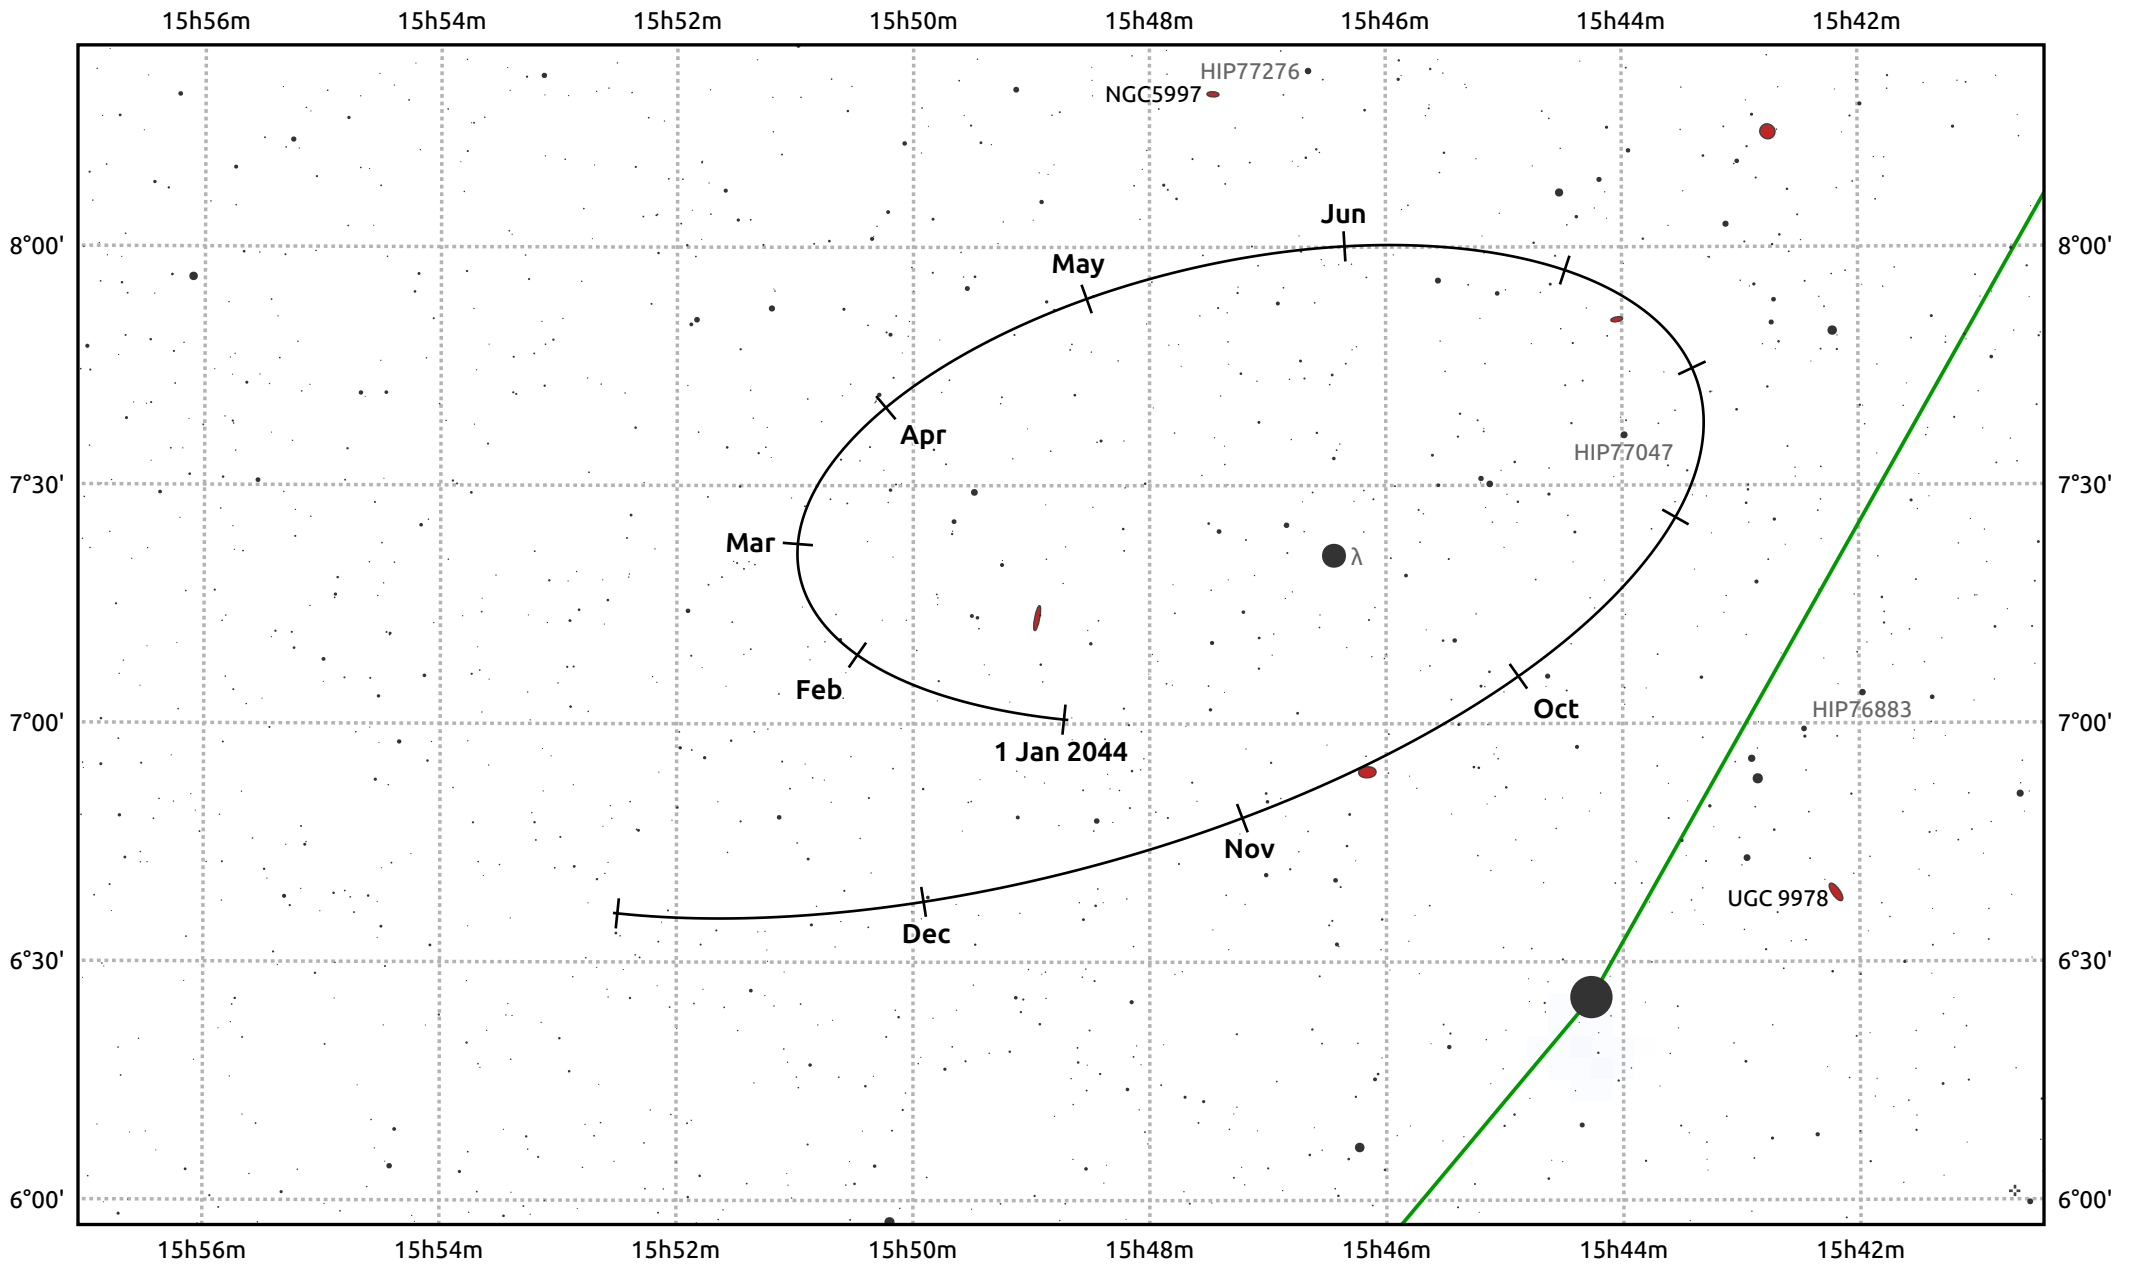 15h56m 15h54m 15h52m 15h50m 15h48m 15h46m 15h44m 15h42m
HIP77276
NGC5997
Jun
8°00' 8°00'
May
Apr
HIP77047
7°30' 7°30'
Mar
λ
Feb
Oct
HIP76883
7°00' 7°00'
1 Jan 2044
Nov
UGC 9978
Dec
6°30' 6°30'
6°00' 6°00'
15h56m 15h54m 15h52m 15h50m 15h48m 15h46m 15h44m 15h42m